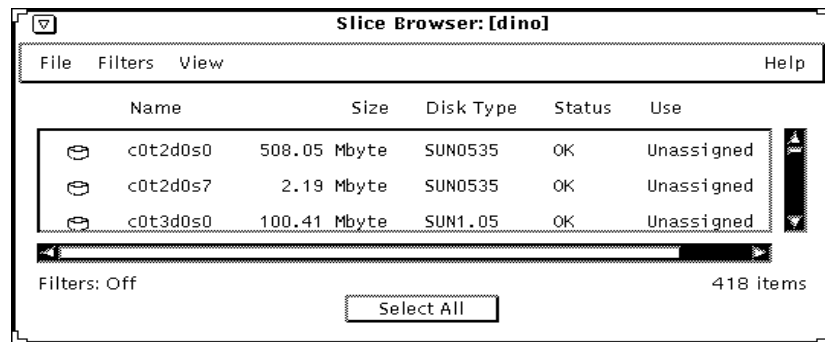 Slice Browser: [dino]
File Filters View Help
Name Size Disk Type Status Use
c0t2d0s0 508.05 Mbyte SUN0535 OK Unassigned
c0t2d0s7 2.19 Mbyte SUN0535 OK Unassigned
c0t3d0s0 100.41 Mbyte SUN1.05 OK Unassigned
Filters: Off 418 items
Select All